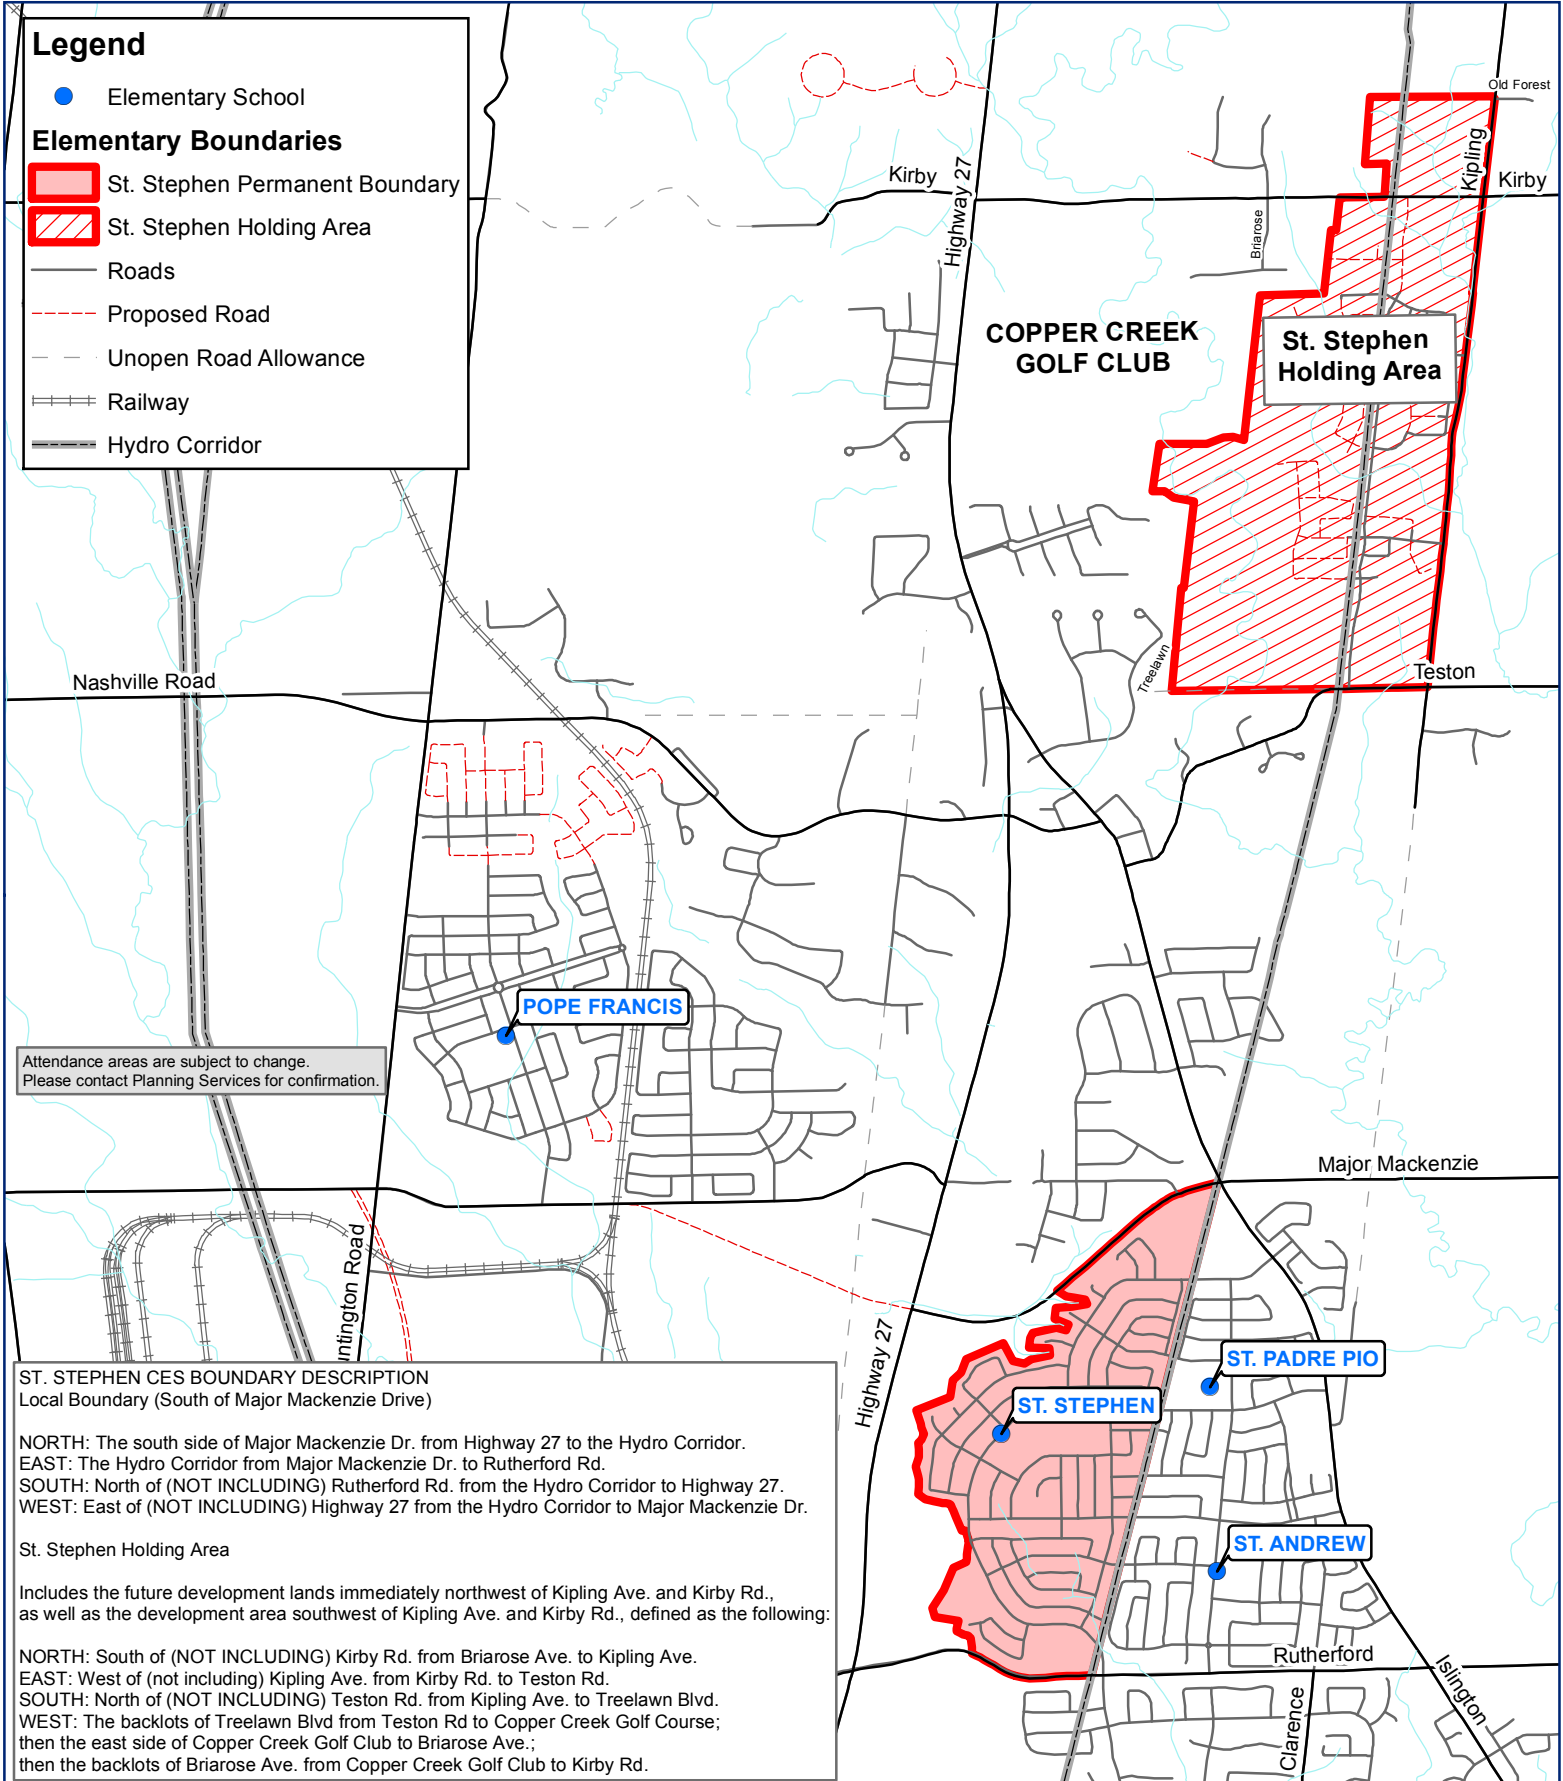 Legend
Elementary School
Elementary Boundaries
St. Stephen Permanent Boundary
St. Stephen Holding Area
Roads
Proposed Road
Unopen Road Allowance
Railway
Hydro Corridor
Old Forest
Kipling
Kirby
Kirby
Highway 27
Briarose
COPPER CREEK
GOLF CLUB
St. Stephen
Holding Area
Treelawn
Teston
Nashville Road
POPE FRANCIS
Attendance areas are subject to change.
Please contact Planning Services for confirmation.
Major Mackenzie
untington Road
Highway 27
ST. PADRE PIO
ST. STEPHEN
ST. ANDREW
Rutherford
Islington
Clarence
ST. STEPHEN CES BOUNDARY DESCRIPTION
Local Boundary (South of Major Mackenzie Drive)
NORTH: The south side of Major Mackenzie Dr. from Highway 27 to the Hydro Corridor.
EAST: The Hydro Corridor from Major Mackenzie Dr. to Rutherford Rd.
SOUTH: North of (NOT INCLUDING) Rutherford Rd. from the Hydro Corridor to Highway 27.
WEST: East of (NOT INCLUDING) Highway 27 from the Hydro Corridor to Major Mackenzie Dr.
St. Stephen Holding Area
Includes the future development lands immediately northwest of Kipling Ave. and Kirby Rd.,
as well as the development area southwest of Kipling Ave. and Kirby Rd., defined as the following:
NORTH: South of (NOT INCLUDING) Kirby Rd. from Briarose Ave. to Kipling Ave.
EAST: West of (not including) Kipling Ave. from Kirby Rd. to Teston Rd.
SOUTH: North of (NOT INCLUDING) Teston Rd. from Kipling Ave. to Treelawn Blvd.
WEST: The backlots of Treelawn Blvd from Teston Rd to Copper Creek Golf Course;
then the east side of Copper Creek Golf Club to Briarose Ave.;
then the backlots of Briarose Ave. from Copper Creek Golf Club to Kirby Rd.